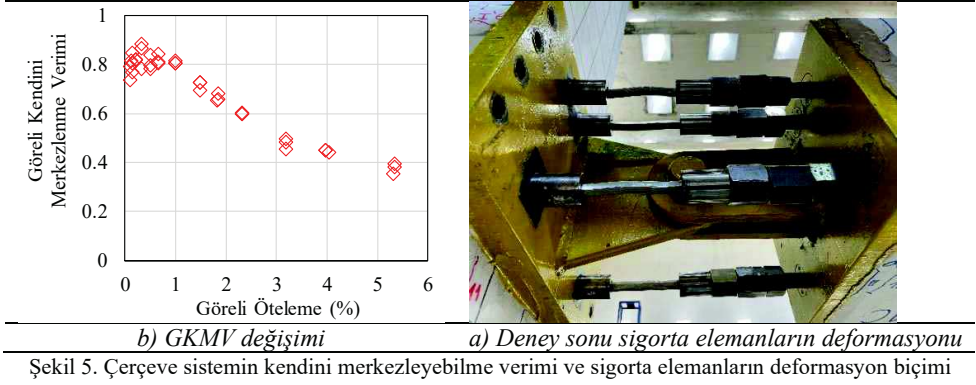 Göreli Kendini
Merkezlenme Verimi
1
0.8
0.6
0.4
0.2
0
0 1 2 3 4 5 6
Göreli Öteleme (%)
b) GKMV değişimi
a) Deney sonu sigorta elemanların deformasyonu
Şekil 5. Çerçeve sistemin kendini merkezleyebilme verimi ve sigorta elemanların deformasyon biçimi